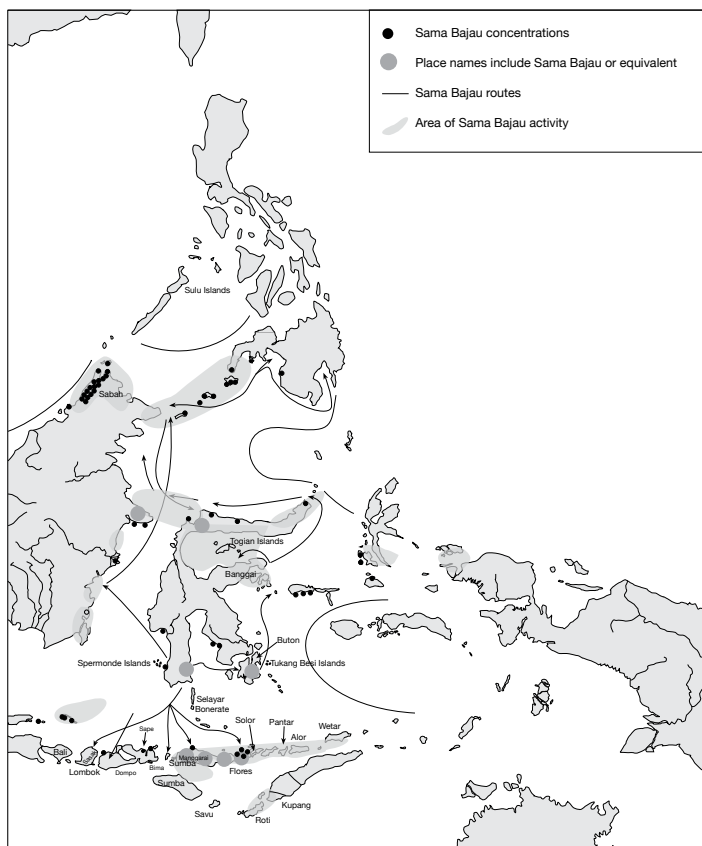 Sama Bajau concentrations
Place names include Sama Bajau or equivalent
Sama Bajau routes
Area of Sama Bajau activity
Sulu Islands
Sabah
Togian Islands
Banggai
Buton
Spermonde Islands
Tukang Besi Islands
Selayar
Bonerate
Solor
Pantar
Wetar
Alor
Sape
Bali
Lombok
Dompo
Bima
Sumba
Manggarai
Flores
Sumba
Kupang
Savu
Roti